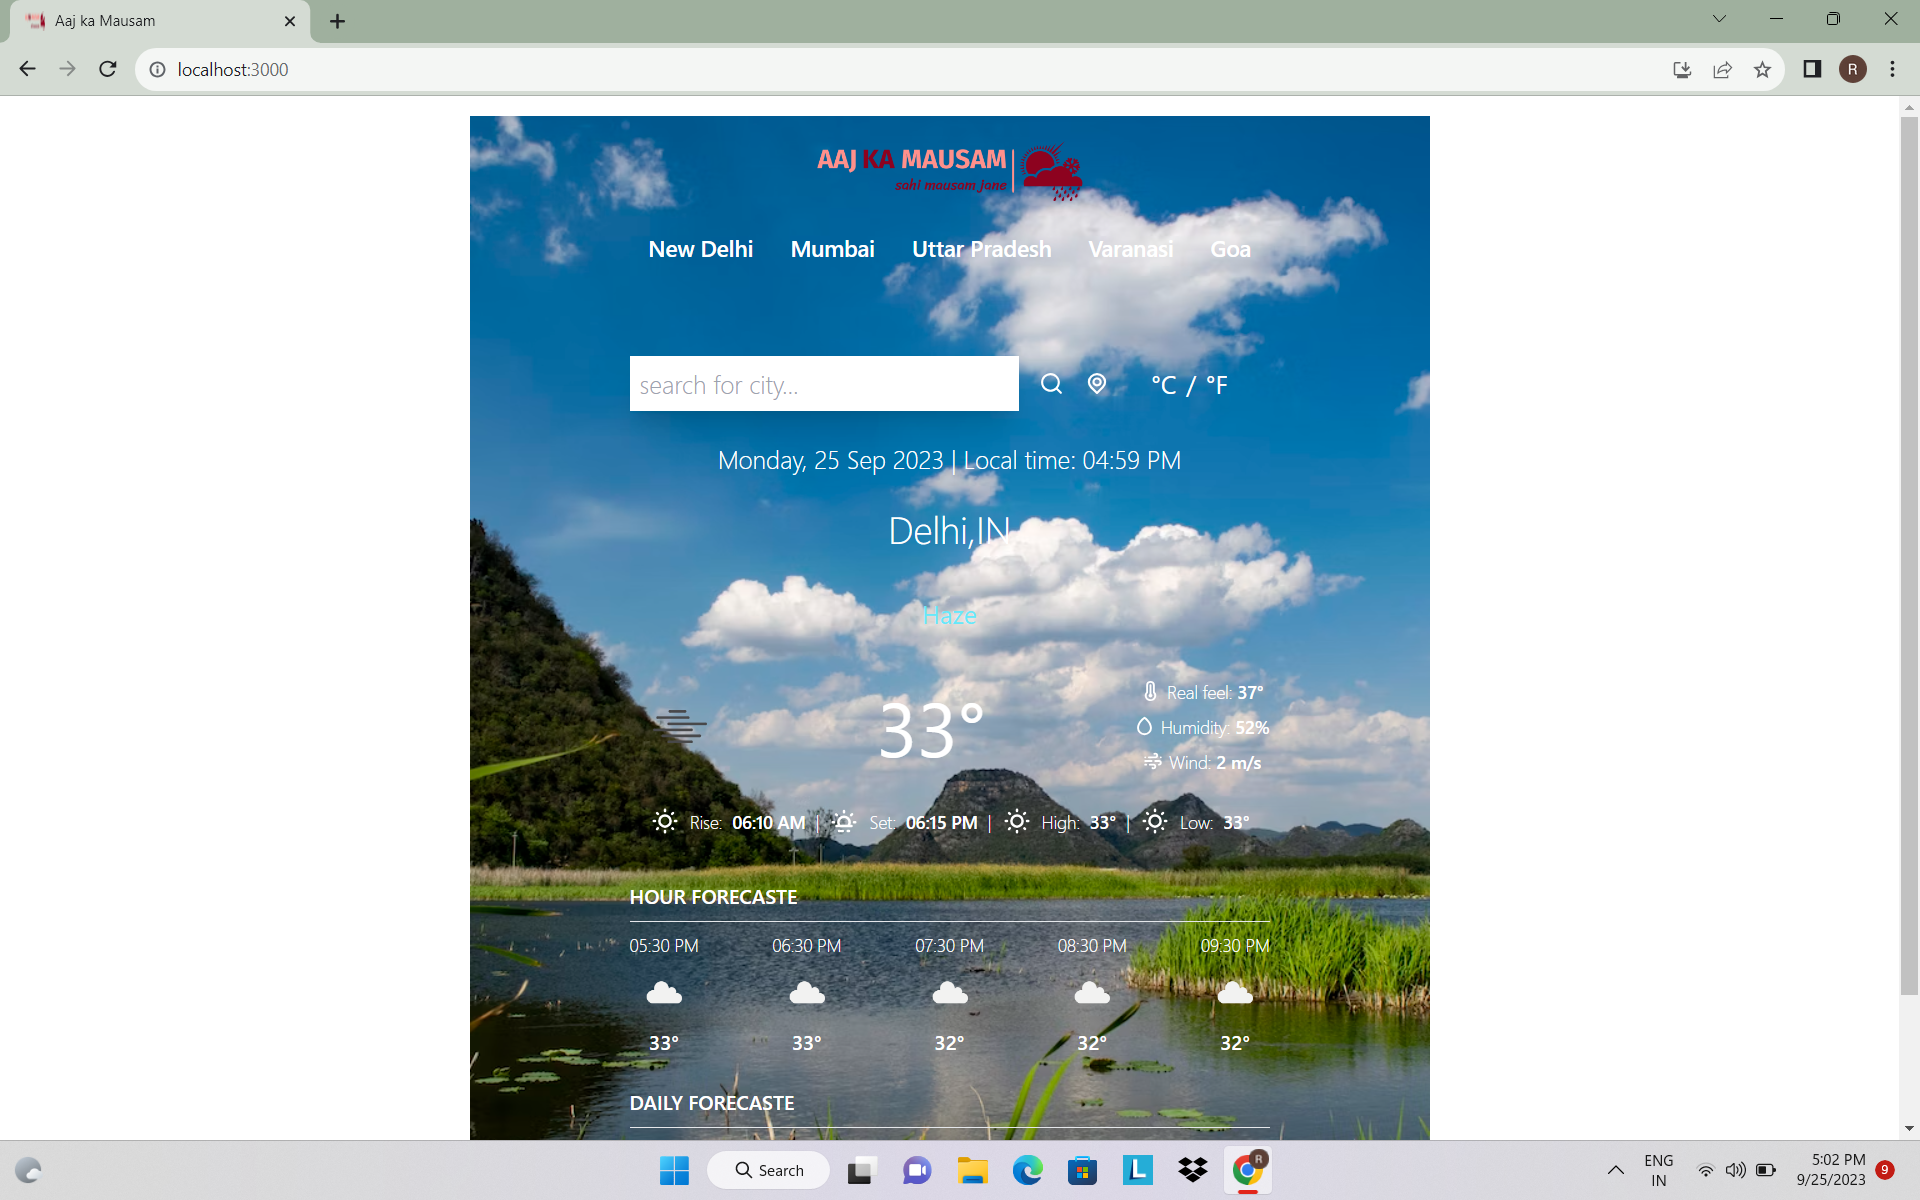 Aaj ka Mausam
localhost:3000
R
AAJ KA MAUSAM
sahi mausam jane
New Delhi Mumbai Uttar Pradesh Varanasi Goa
search for city...
°C / °F
Monday, 25 Sep 2023 | Local time: 04:59 PM
Delhi,IN
Haze
33°
Real feel: 37°
Humidity: 52%
Wind: 2 m/s
Rise: 06:10 AM | Set: 06:15 PM | High: 33° | Low: 33°
HOUR FORECASTE
05:30 PM 06:30 PM 07:30 PM 08:30 PM 09:30 PM
33° 33° 32° 32° 32°
DAILY FORECASTE
Search
L
R
ENG
IN
5:02 PM
9/25/2023
9